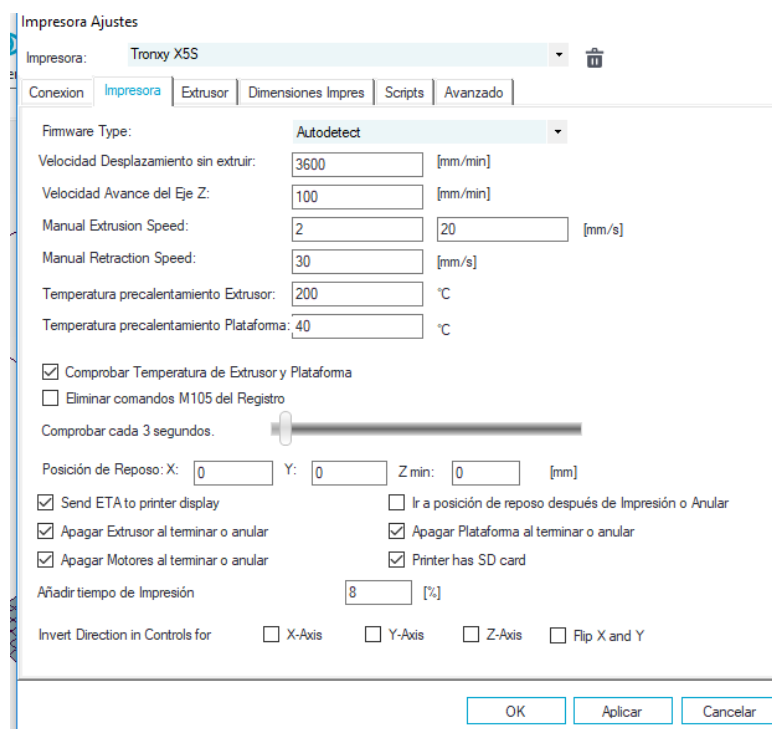 Impresora Ajustes
Impresora: Tronxy X5S
Conexion Impresora Extrusor Dimensiones Impres Scripts Avanzado
Firmware Type: Autodetect
Velocidad Desplazamiento sin extruir: 3600 [mm/min]
Velocidad Avance del Eje Z: 100 [mm/min]
Manual Extrusion Speed: 2 20 [mm/s]
Manual Retraction Speed: 30 [mm/s]
Temperatura precalentamiento Extrusor: 200 °C
Temperatura precalentamiento Plataforma: 40 °C
Comprobar Temperatura de Extrusor y Plataforma
Eliminar comandos M105 del Registro
Comprobar cada 3 segundos.
Posición de Reposo: X: 0 Y: 0 Z min: 0 [mm]
Send ETA to printer display Ir a posición de reposo después de Impresión o Anular
Apagar Extrusor al terminar o anular Apagar Plataforma al terminar o anular
Apagar Motores al terminar o anular Printer has SD card
Añadir tiempo de Impresión 8 [%]
Invert Direction in Controls for X-Axis Y-Axis Z-Axis Flip X and Y
OK Aplicar Cancelar